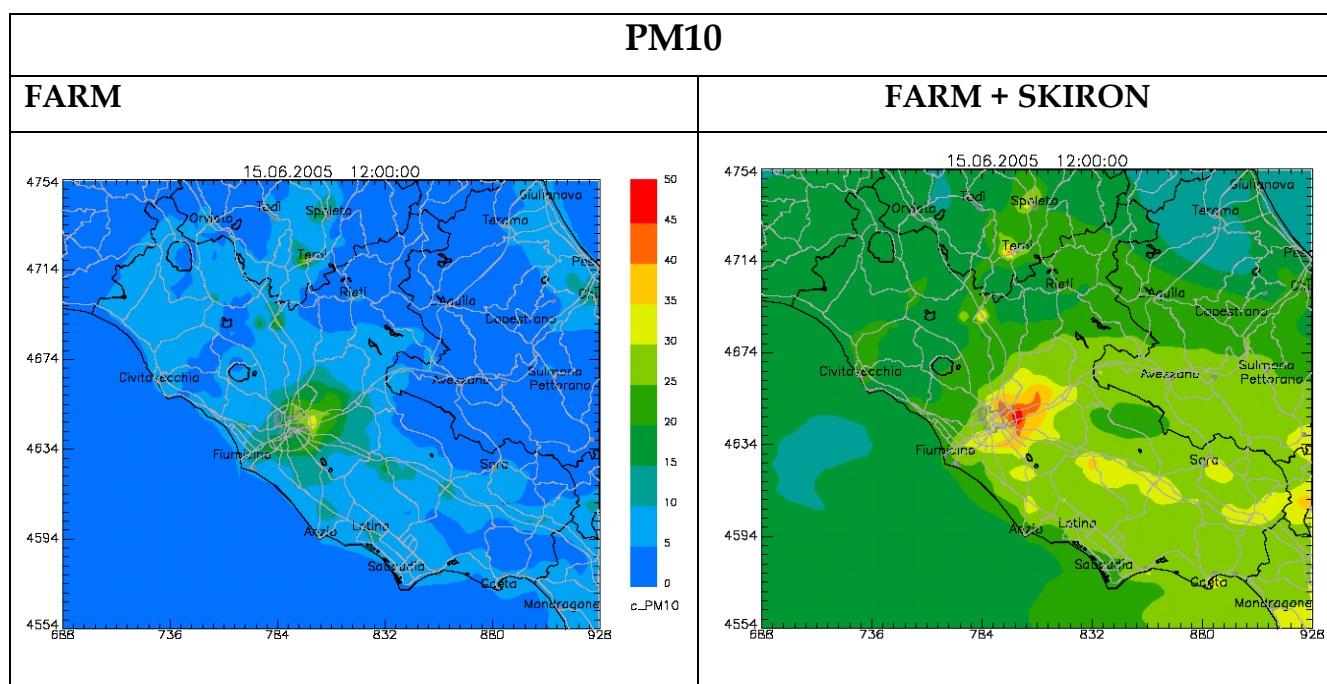 PM10
FARM
FARM + SKIRON
15.06.2005 12:00:00
4754
4714
4674
4634
4594
4554
688
736
784
832
880
928
Giulianova
Todi
Spoleto
Orvieto
Teramo
Terni
Rieti
L'Aquila
Capestrano
Civitavecchia
Avezzano
Sulmona
Pettorano
Fiumicino
Sora
Anzio
Latina
Sabaudia
Gaeta
Mondragone
50
45
40
35
30
25
20
15
10
5
0
c_PM10
15.06.2005 12:00:00
4754
4714
4674
4634
4594
4554
688
736
784
832
880
928
Giulianova
Todi
Spoleto
Orvieto
Teramo
Terni
Rieti
L'Aquila
Capestrano
Civitavecchia
Avezzano
Sulmona
Pettorano
Fiumicino
Sora
Anzio
Latina
Sabaudia
Gaeta
Mondragone